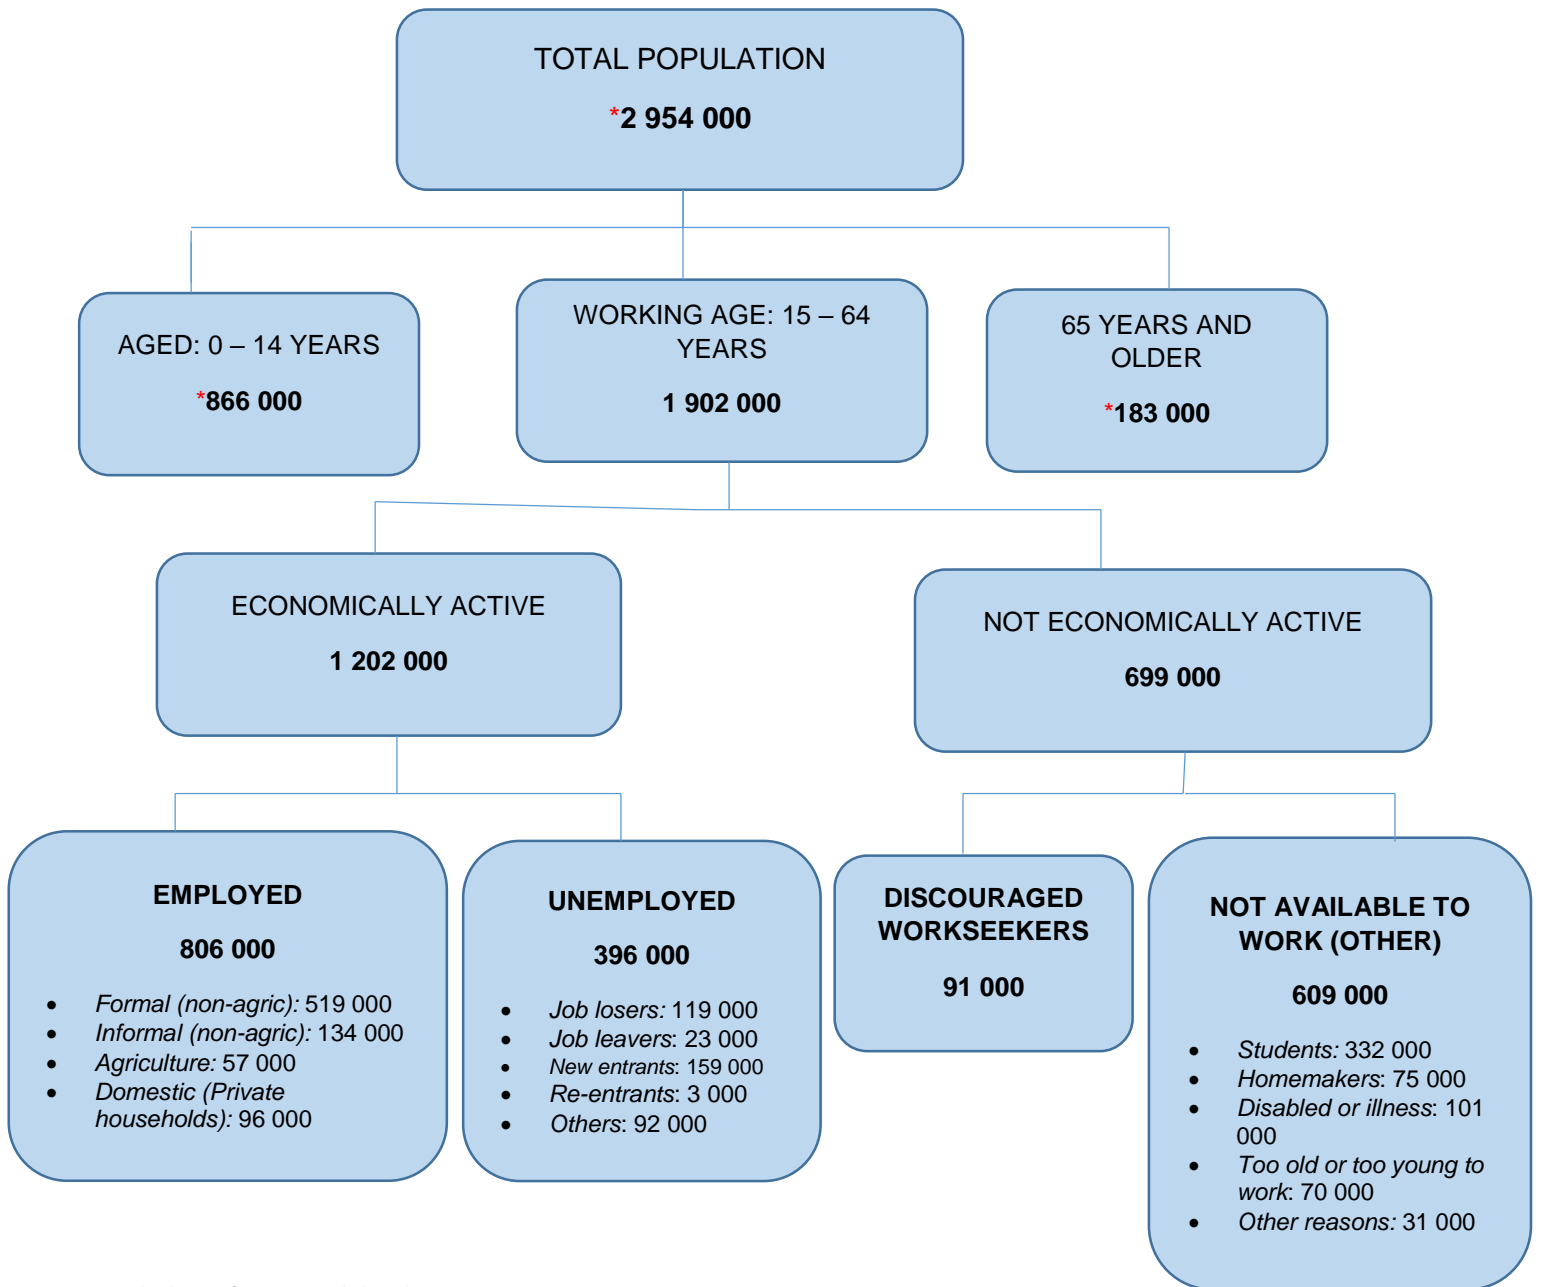 TOTAL POPULATION
*2 954 000
AGED: 0 – 14 YEARS
*866 000
WORKING AGE: 15 – 64
YEARS
1 902 000
65 YEARS AND
OLDER
*183 000
ECONOMICALLY ACTIVE
1 202 000
NOT ECONOMICALLY ACTIVE
699 000
EMPLOYED
806 000
• Formal (non-agric): 519 000
• Informal (non-agric): 134 000
• Agriculture: 57 000
• Domestic (Private
households): 96 000
UNEMPLOYED
396 000
• Job losers: 119 000
• Job leavers: 23 000
• New entrants: 159 000
• Re-entrants: 3 000
• Others: 92 000
DISCOURAGED
WORKSEEKERS
91 000
NOT AVAILABLE TO
WORK (OTHER)
609 000
• Students: 332 000
• Homemakers: 75 000
• Disabled or illness: 101
000
• Too old or too young to
work: 70 000
• Other reasons: 31 000